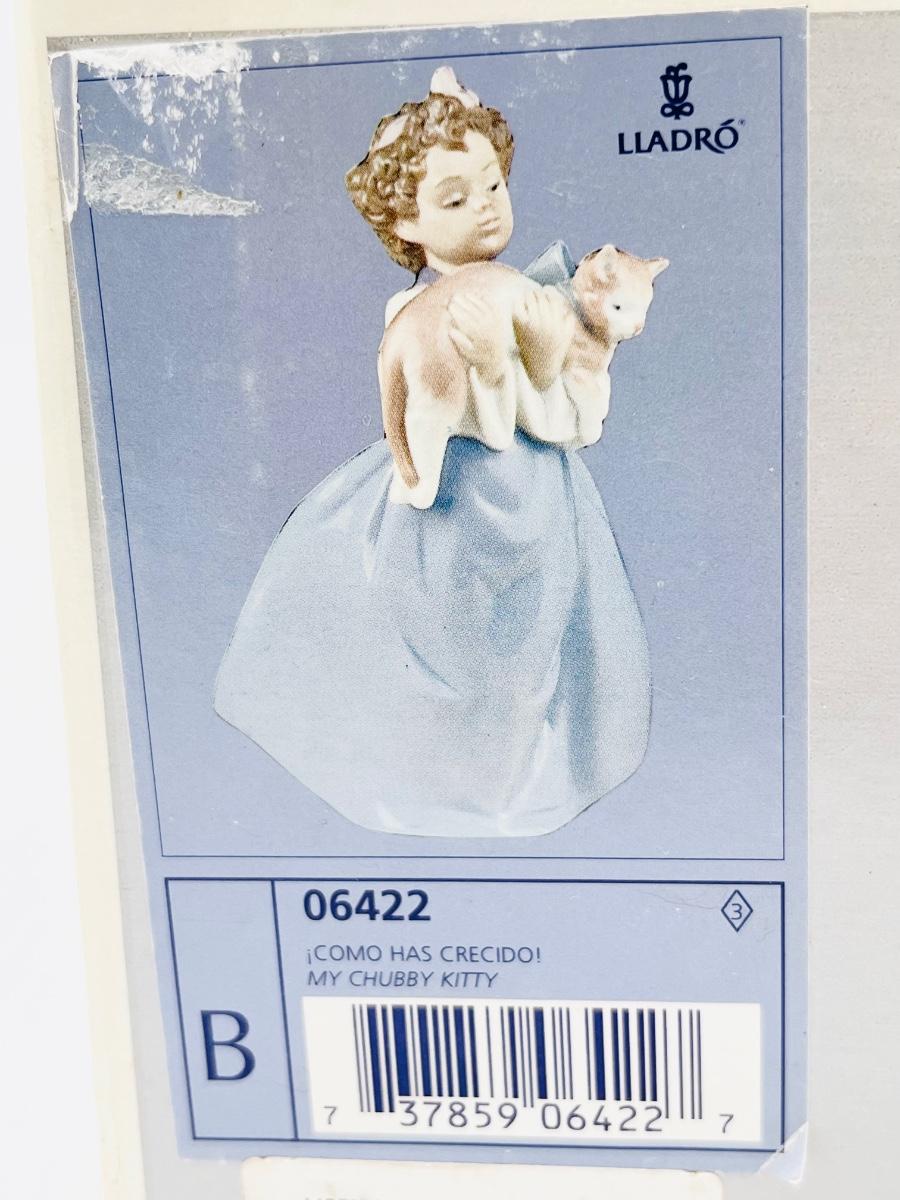 LLADRÓ®
06422
3
¡COMO HAS CRECIDO!
MY CHUBBY KITTY
B
7 37859 06422 7